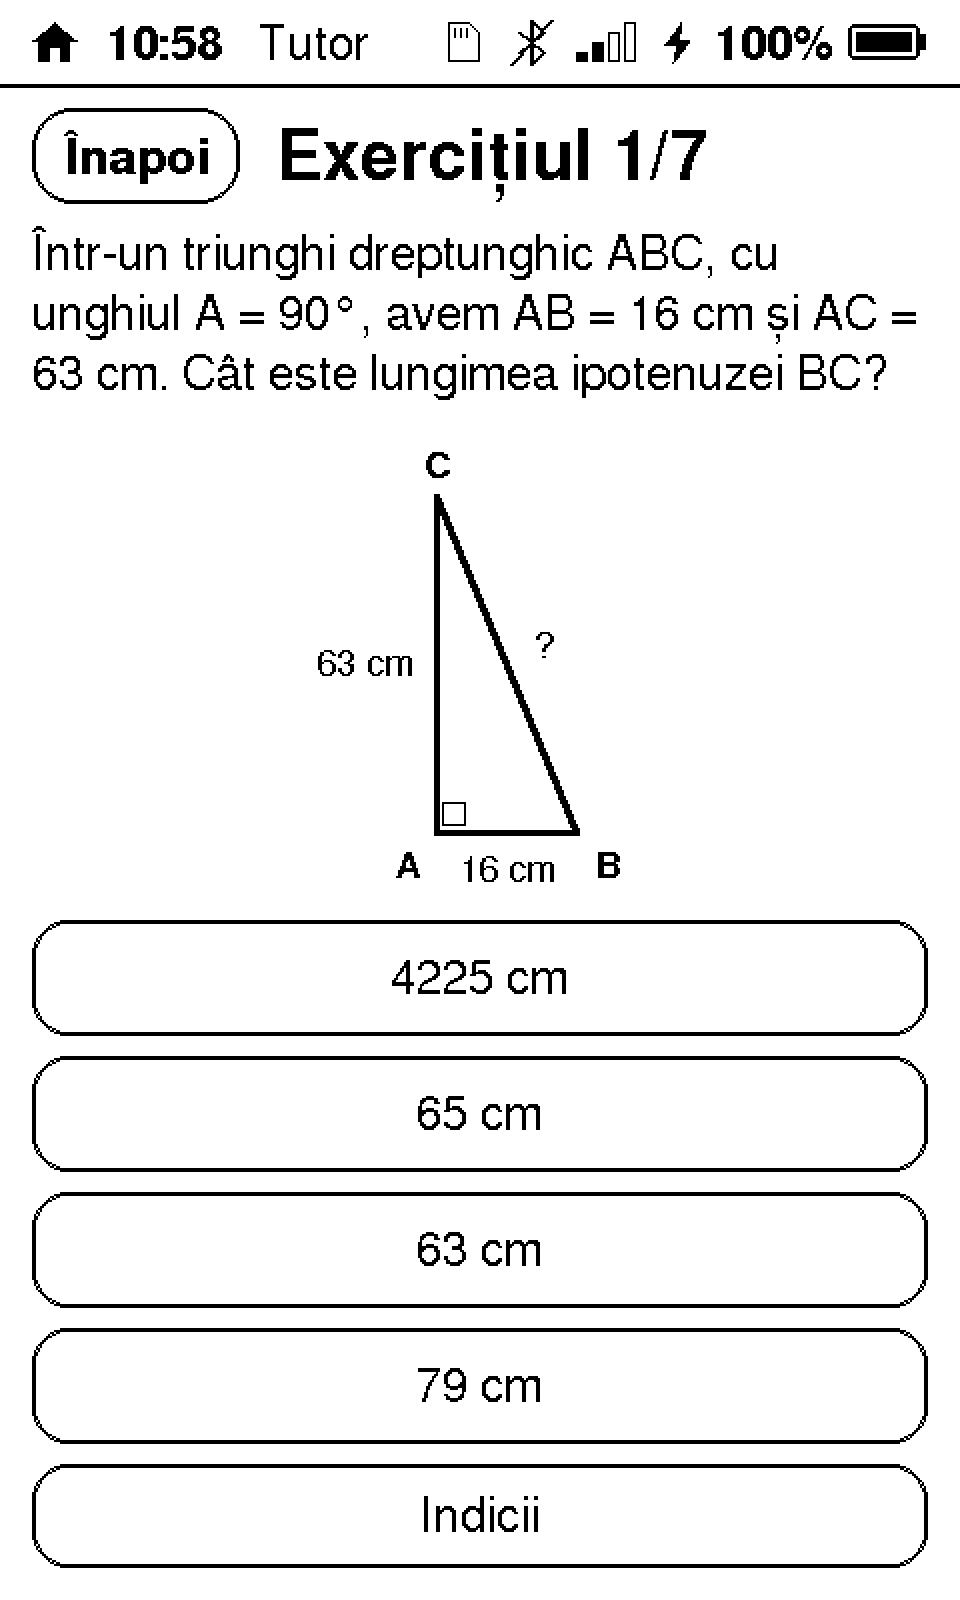 10:58 Tutor 100%
Înapoi Exercițiul 1/7
Într-un triunghi dreptunghic ABC, cu
unghiul A = 90°, avem AB = 16 cm și AC =
63 cm. Cât este lungimea ipotenuzei BC?
C
63 cm
?
A 16 cm B
4225 cm
65 cm
63 cm
79 cm
Indicii